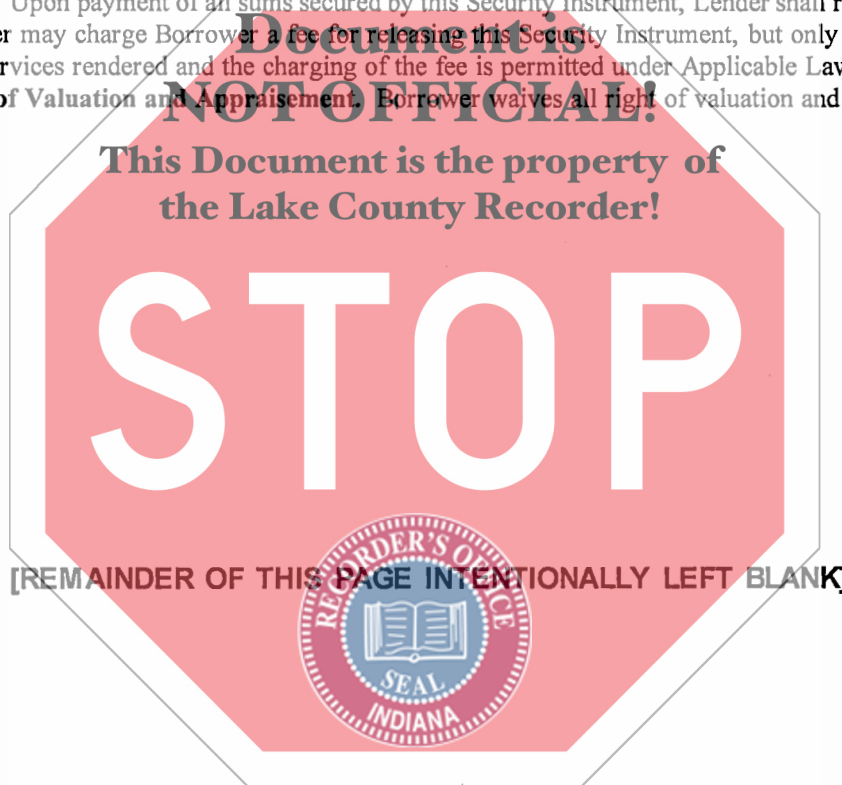 Upon payment of all sums secured by this Security Instrument, Lender shall r
er may charge Borrower a fee for releasing this Security Instrument, but only
rvices rendered and the charging of the fee is permitted under Applicable Law
of Valuation and Appraisement. Borrower waives all right of valuation and
Document is
NOT OFFICIAL!
This Document is the property of
the Lake County Recorder!
STOP
[REMAINDER OF THIS PAGE INTENTIONALLY LEFT BLANK]
RECORDER'S OFFICE
SEAL
INDIANA